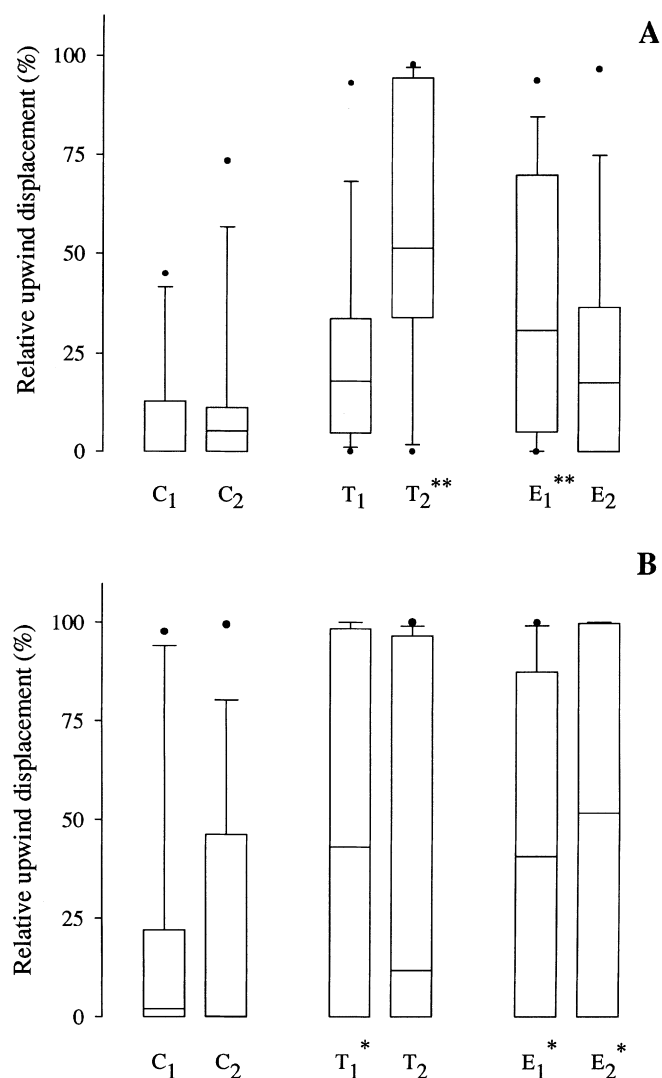 A
Relative upwind displacement (%)
100
75
50
25
0
C1 C2 T1 T2** E1** E2
B
Relative upwind displacement (%)
100
75
50
25
0
C1 C2 T1* T2 E1* E2*